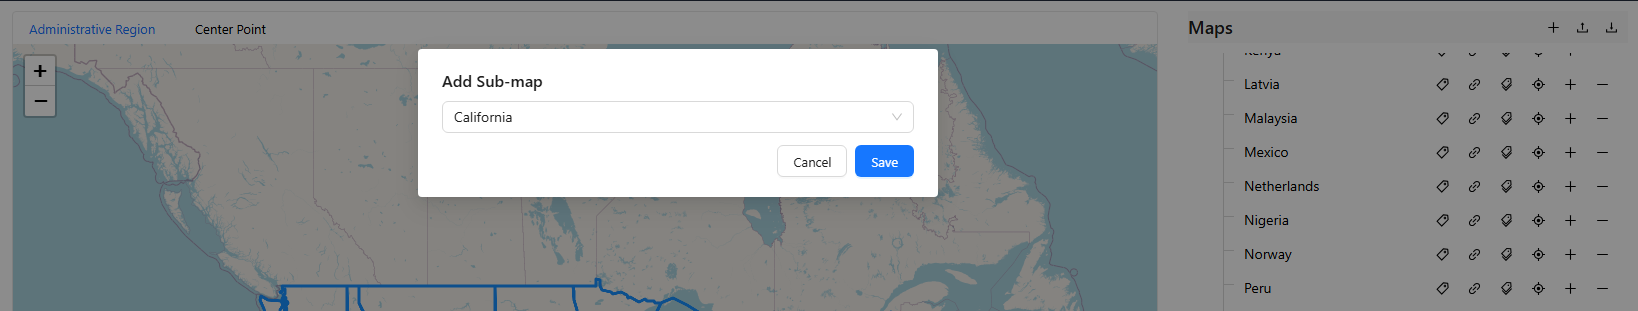 Administrative Region
Center Point
+
−
Add Sub-map
California
Cancel
Save
Maps
Kenya
Latvia
Malaysia
Mexico
Netherlands
Nigeria
Norway
Peru